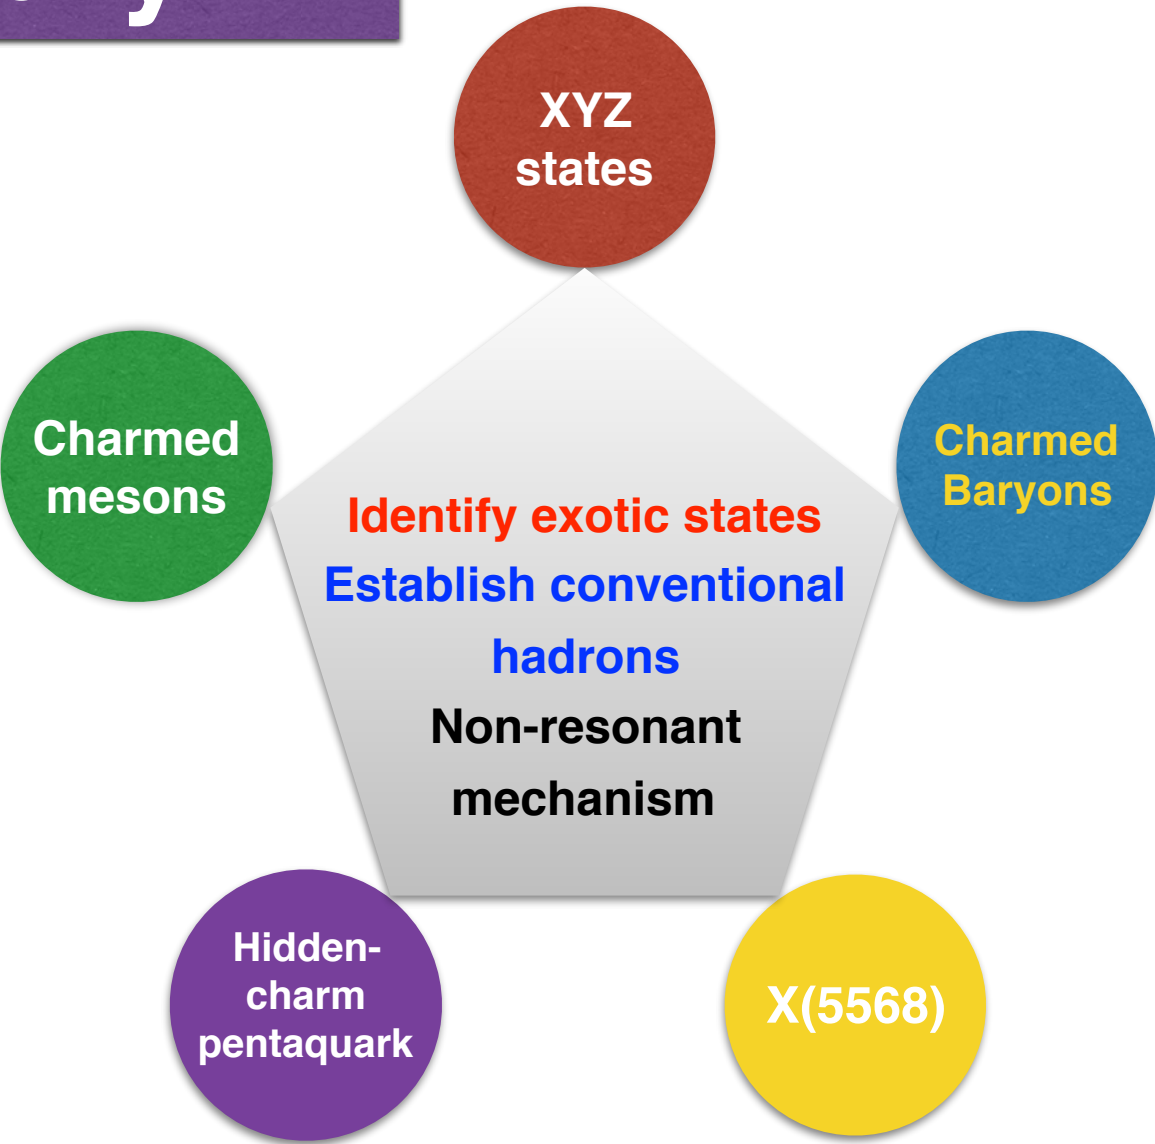 XYZ
states
Charmed
mesons
Charmed
Baryons
Identify exotic states
Establish conventional
hadrons
Non-resonant
mechanism
Hidden-
charm
pentaquark
X(5568)